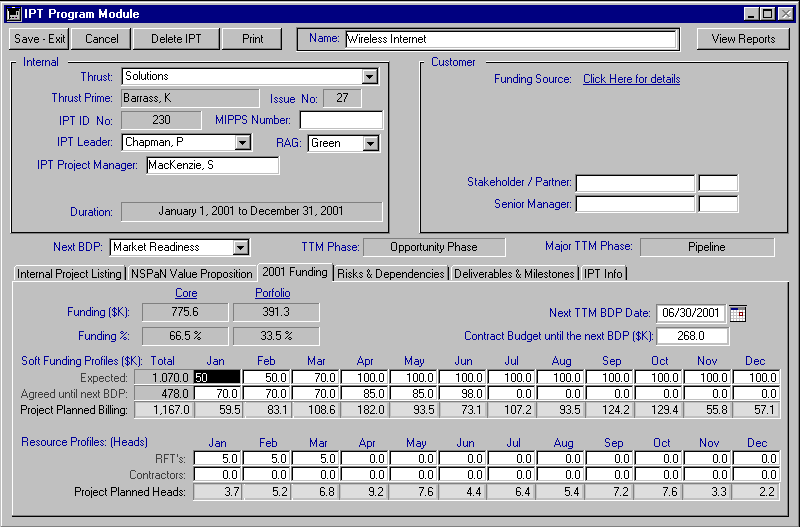 IPT Program Module
Save - Exit Cancel Delete IPT Print Name: Wireless Internet View Reports
Internal
Thrust: Solutions
Thrust Prime: Barrass, K Issue No: 27
IPT ID No: 230 MIPPS Number:
IPT Leader: Chapman, P RAG: Green
IPT Project Manager: MacKenzie, S
Duration: January 1, 2001 to December 31, 2001
Customer
Funding Source: Click Here for details
Stakeholder / Partner:
Senior Manager:
Next BDP: Market Readiness TTM Phase: Opportunity Phase Major TTM Phase: Pipeline
Internal Project Listing NSPaN Value Proposition 2001 Funding Risks & Dependencies Deliverables & Milestones IPT Info
Core Porfolio
Funding ($K): 775.6 391.3 Next TTM BDP Date: 06/30/2001
Funding %: 66.5 % 33.5 % Contract Budget until the next BDP ($K): 268.0
Soft Funding Profiles ($K): Total Jan Feb Mar Apr May Jun Jul Aug Sep Oct Nov Dec
Expected: 1,070.0 50 50.0 70.0 100.0 100.0 100.0 100.0 100.0 100.0 100.0 100.0 100.0
Agreed until next BDP: 478.0 70.0 70.0 70.0 85.0 85.0 98.0 0.0 0.0 0.0 0.0 0.0 0.0
Project Planned Billing: 1,167.0 59.5 83.1 108.6 182.0 93.5 73.1 107.2 93.5 124.2 129.4 55.8 57.1
Resource Profiles: (Heads) Jan Feb Mar Apr May Jun Jul Aug Sep Oct Nov Dec
RFT's: 5.0 5.0 5.0 0.0 0.0 0.0 0.0 0.0 0.0 0.0 0.0 0.0
Contractors: 0.0 0.0 0.0 0.0 0.0 0.0 0.0 0.0 0.0 0.0 0.0 0.0
Project Planned Heads: 3.7 5.2 6.8 9.2 7.6 4.4 6.4 5.4 7.2 7.6 3.3 2.2